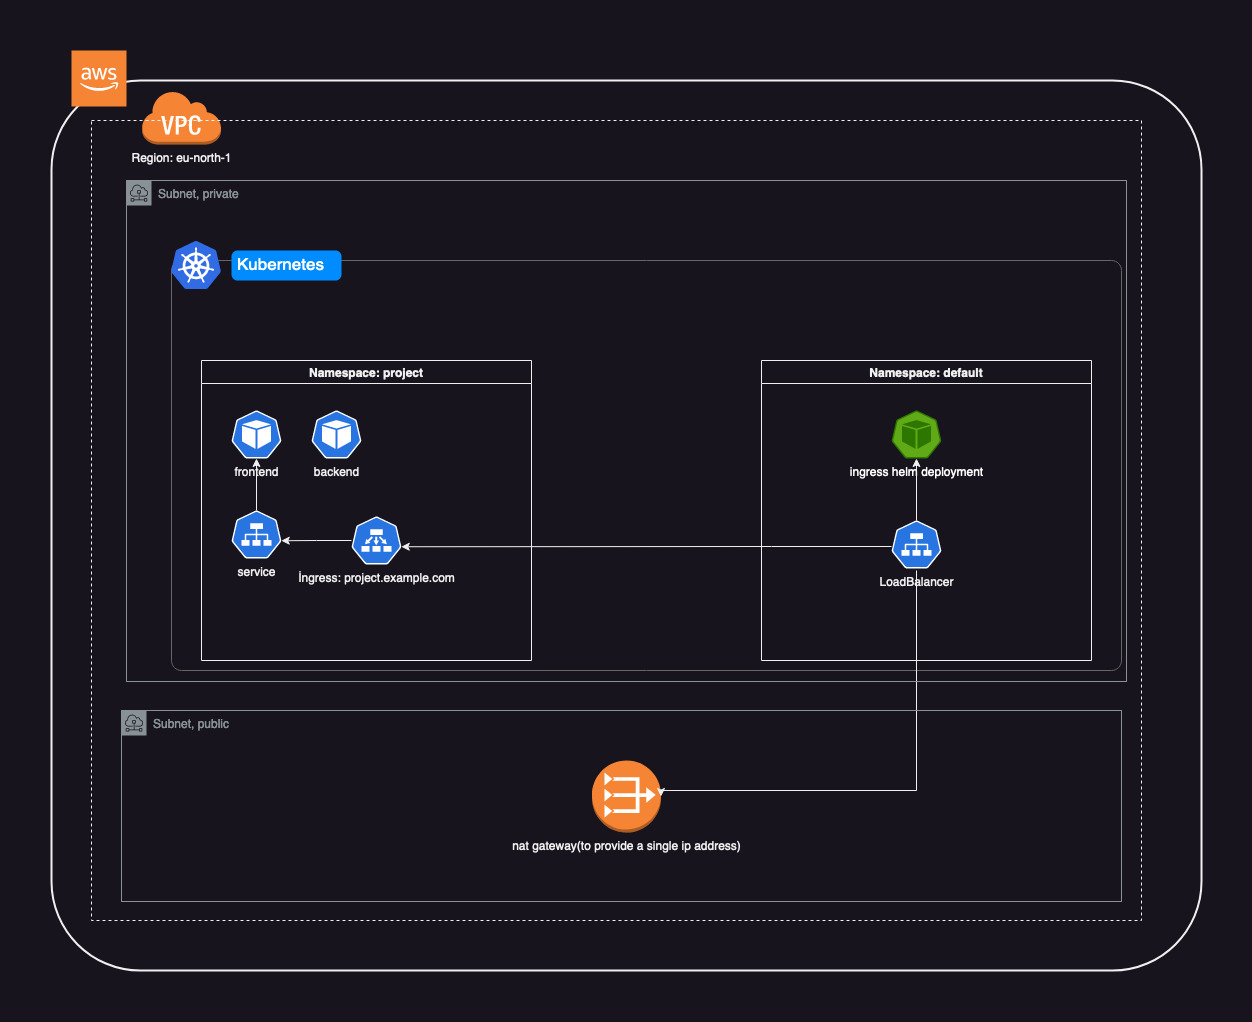 aws
VPC
Region: eu-north-1
Subnet, private
Kubernetes
Namespace: project
Namespace: default
frontend
backend
ingress helm deployment
service
İngress: project.example.com
LoadBalancer
Subnet, public
nat gateway(to provide a single ip address)